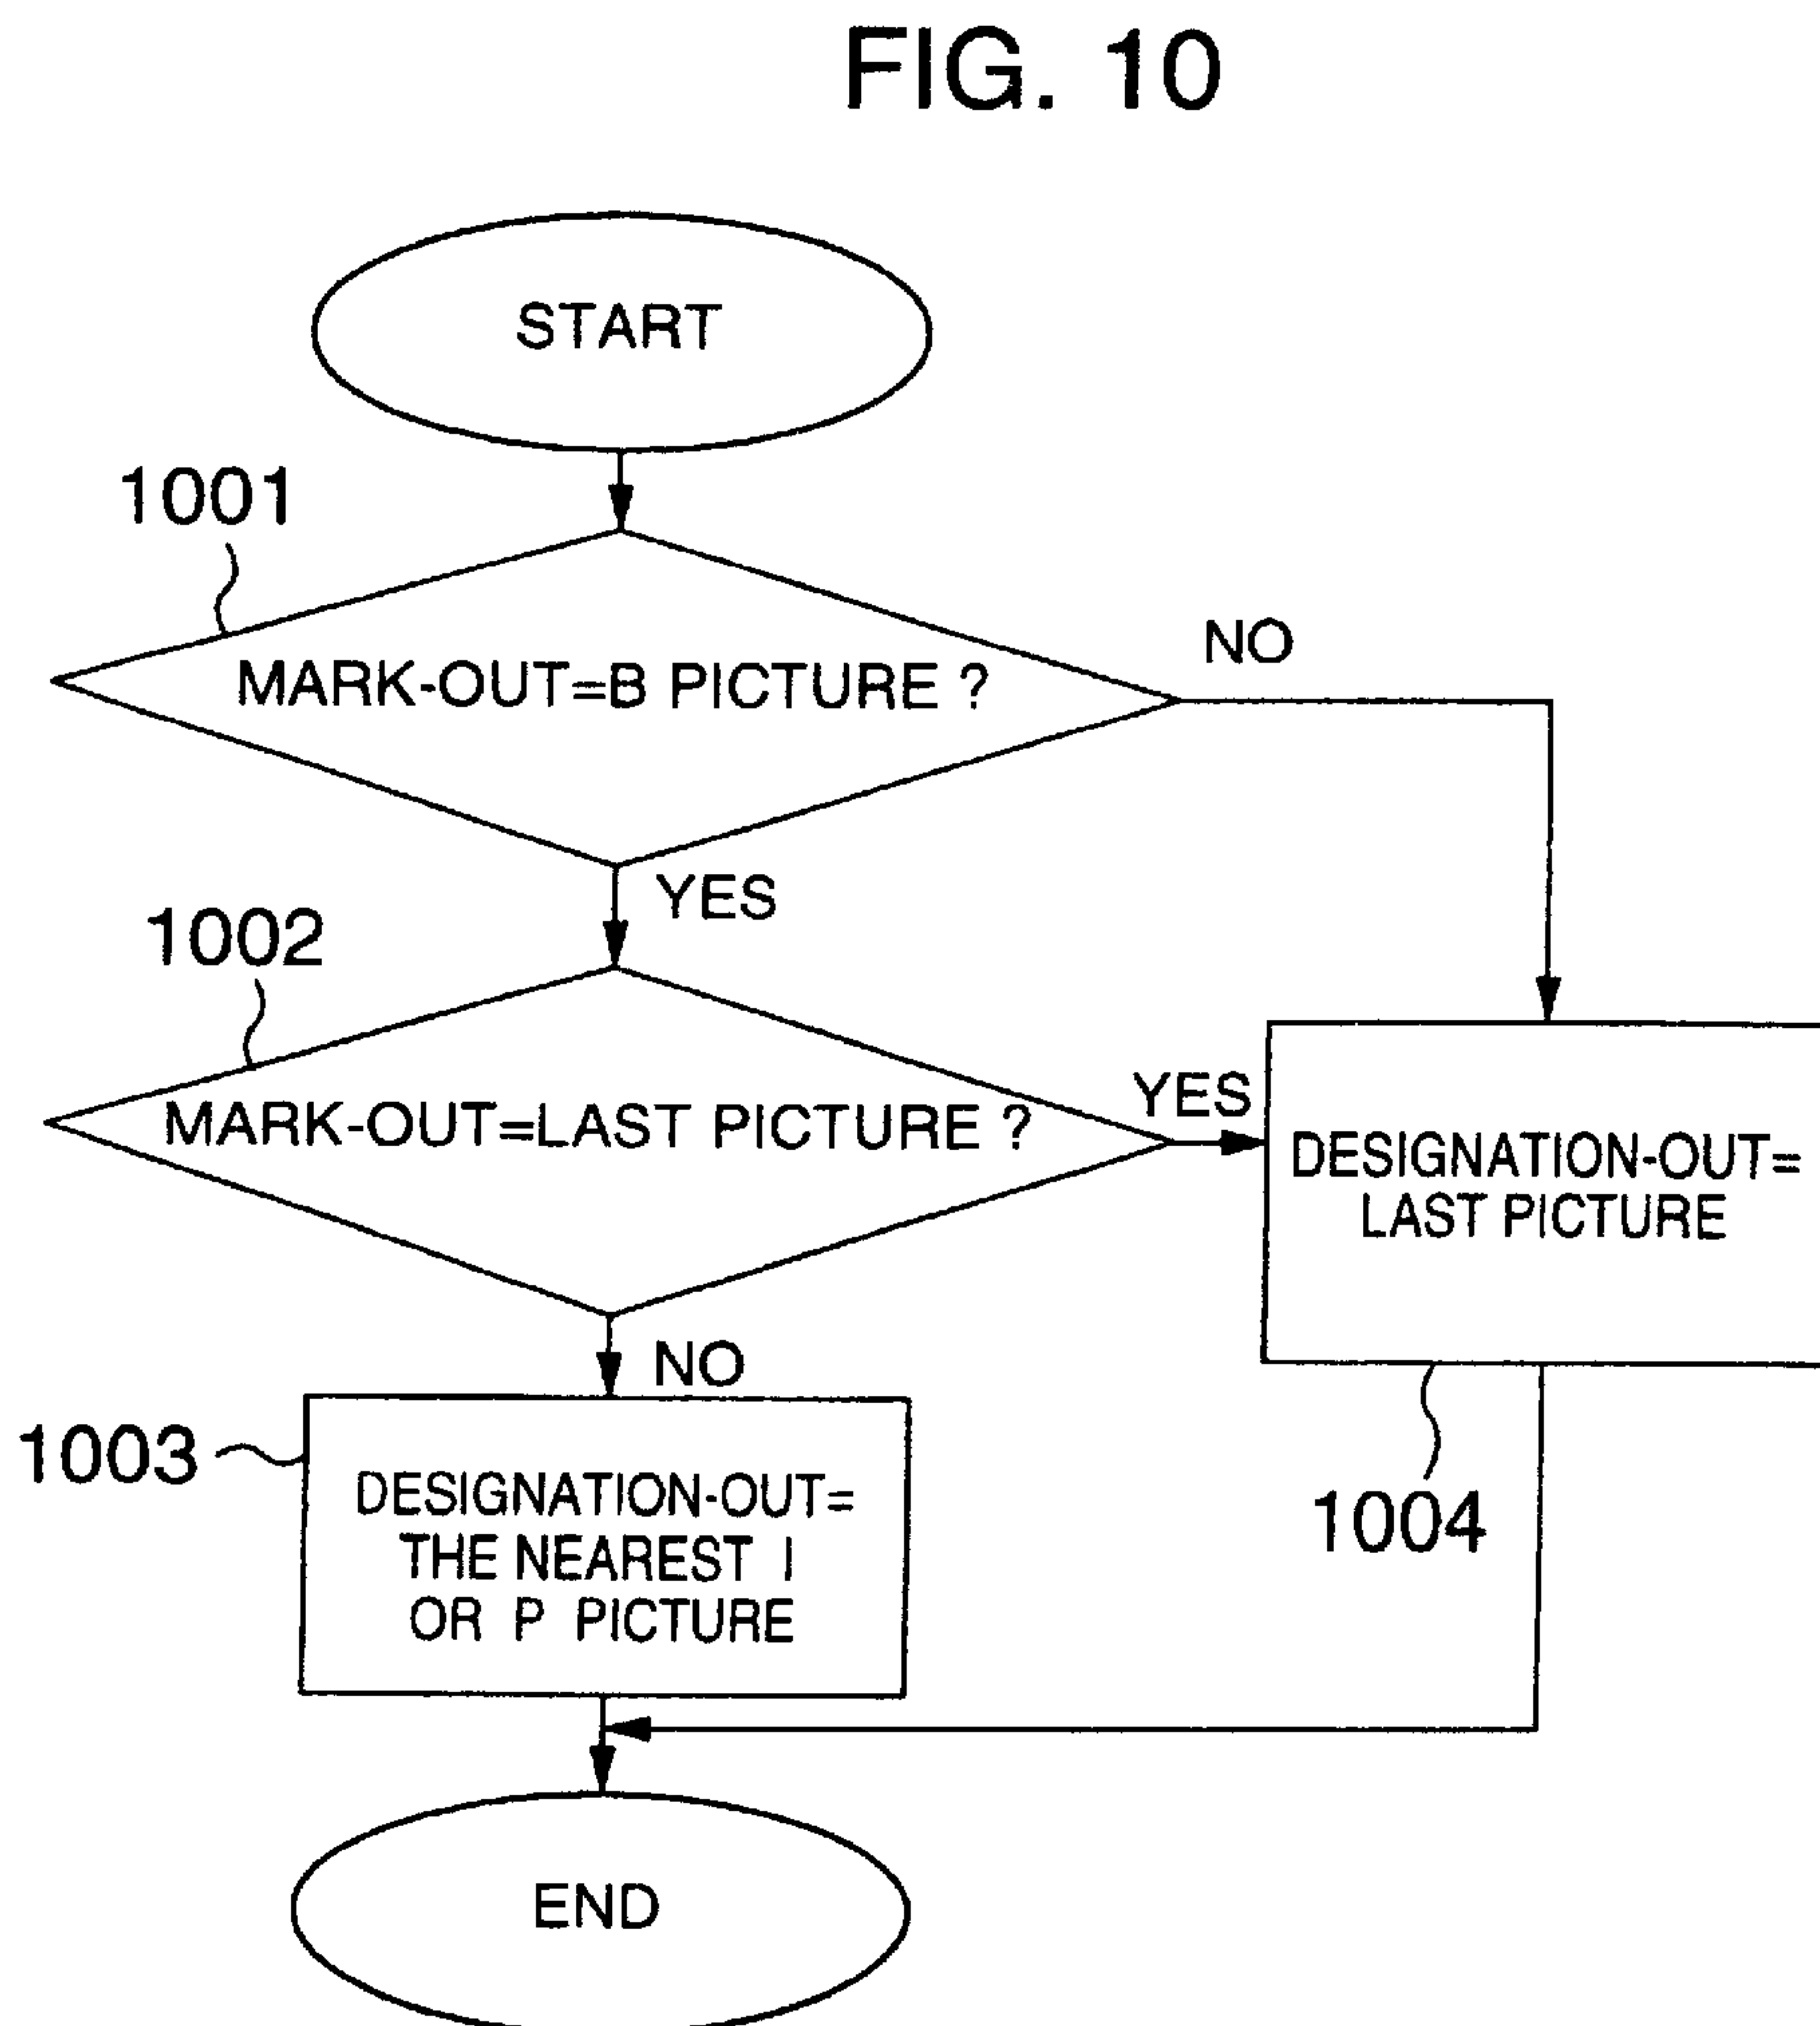 FIG. 10
START
1001
MARK-OUT=B PICTURE ?
NO
YES
1002
MARK-OUT=LAST PICTURE ?
YES
DESIGNATION-OUT=
LAST PICTURE
NO
1003
DESIGNATION-OUT=
THE NEAREST I
OR P PICTURE
1004
END